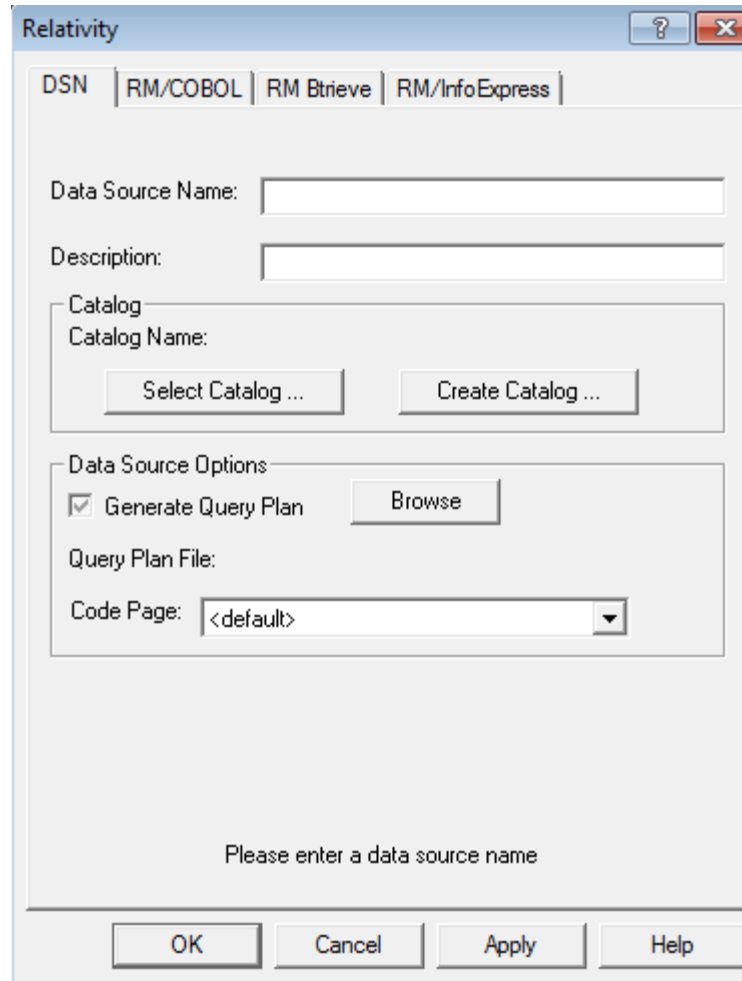 Relativity
DSN RM/COBOL RM Btrieve RM/InfoExpress
Data Source Name:
Description:
Catalog
Catalog Name:
Select Catalog ... Create Catalog ...
Data Source Options
Generate Query Plan Browse
Query Plan File:
Code Page: <default>
Please enter a data source name
OK Cancel Apply Help